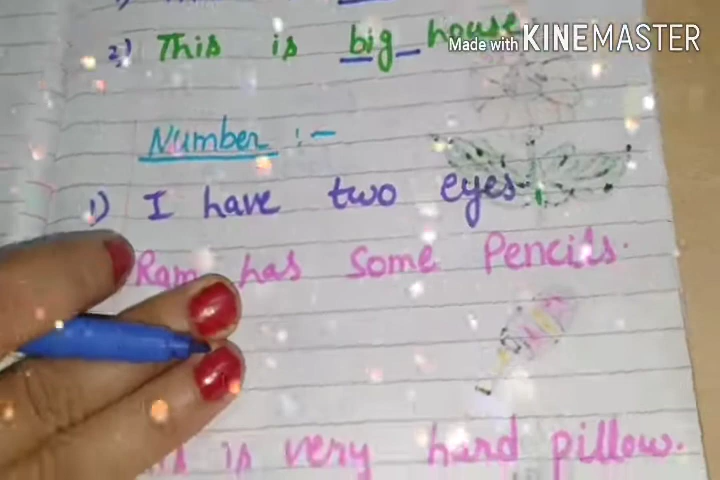 2) This is big house
Made with KINEMASTER
Number :-
1) I have two eyes.
Ram has some Pencils.
is very hard pillow.